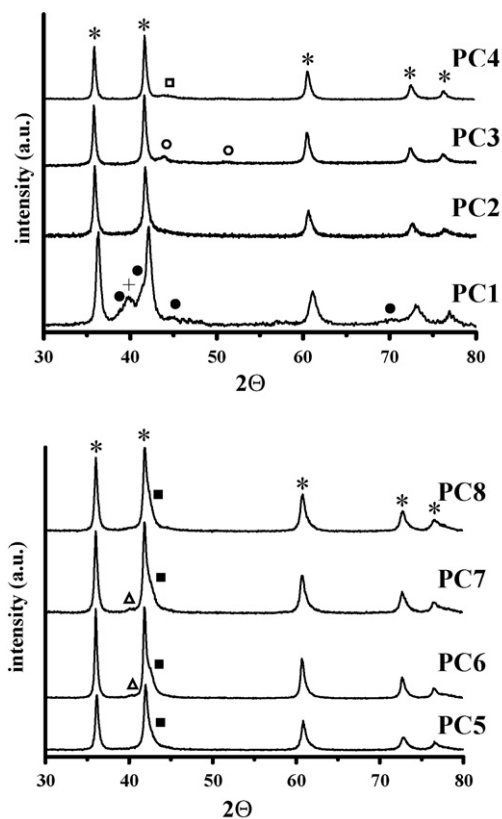 PC4
PC3
PC2
PC1
intensity (a.u.)
30 40 50 60 70 80
2Θ
PC8
PC7
PC6
PC5
intensity (a.u.)
30 40 50 60 70 80
2Θ